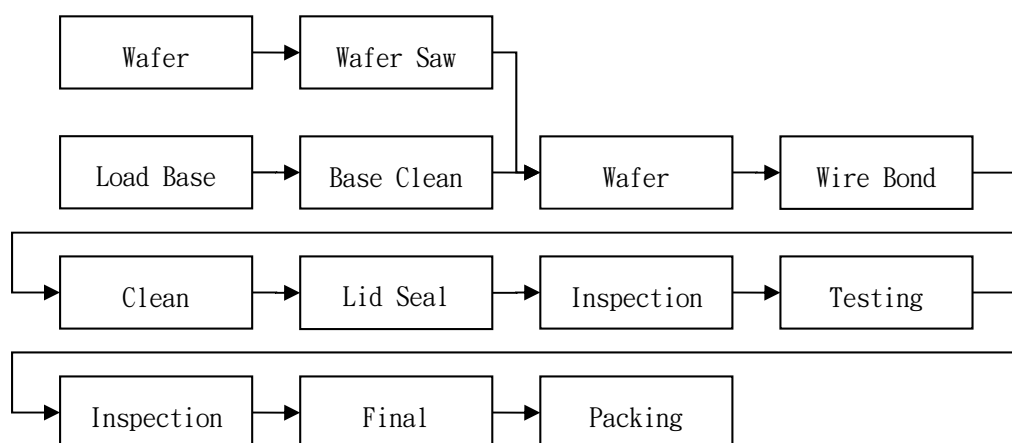 Wafer
Wafer Saw
Load Base
Base Clean
Wafer
Wire Bond
Clean
Lid Seal
Inspection
Testing
Inspection
Final
Packing